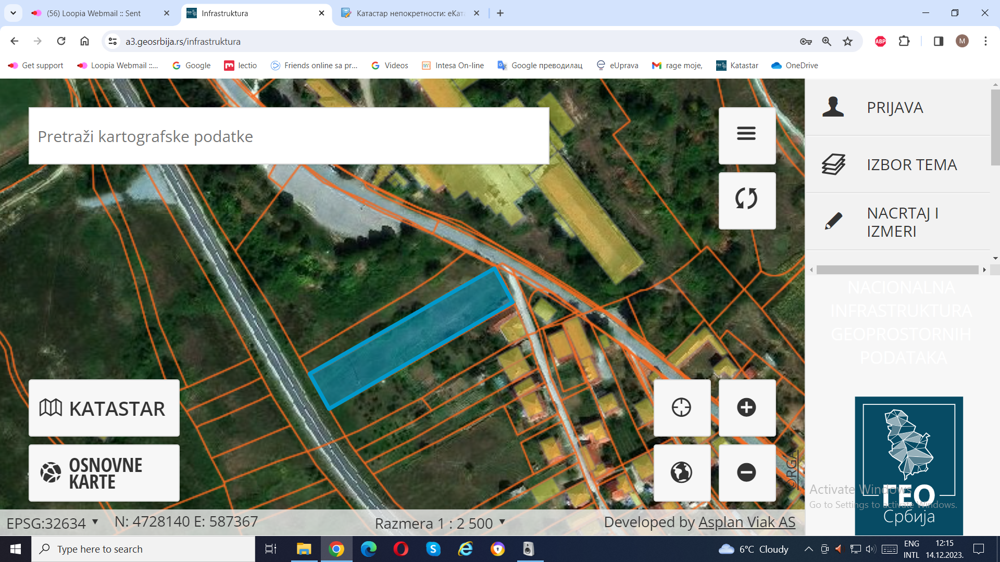 (56) Loopia Webmail :: Sent
Infrastruktura
Катастар непокретности: еКата
a3.geosrbija.rs/infrastruktura
ABP
M
Get support
Loopia Webmail ::...
Google
lectio
Friends online sa pr...
Videos
Intesa On-line
Google преводилац
eUprava
rage moje,
Katastar
OneDrive
Pretraži kartografske podatke
PRIJAVA
IZBOR TEMA
NACRTAJ I
IZMERI
NACIONALNA
INFRASTRUKTURA
GEOPROSTORNIH
PODATAKA
KATASTAR
OSNOVNE
KARTE
©RGA
Activate Windows
Go to Settings to activate Windows.
ГЕО
Србија
EPSG:32634
N: 4728140 E: 587367
Razmera 1 : 2 500
Developed by Asplan Viak AS
Type here to search
6°C Cloudy
ENG
INTL
12:15
14.12.2023.